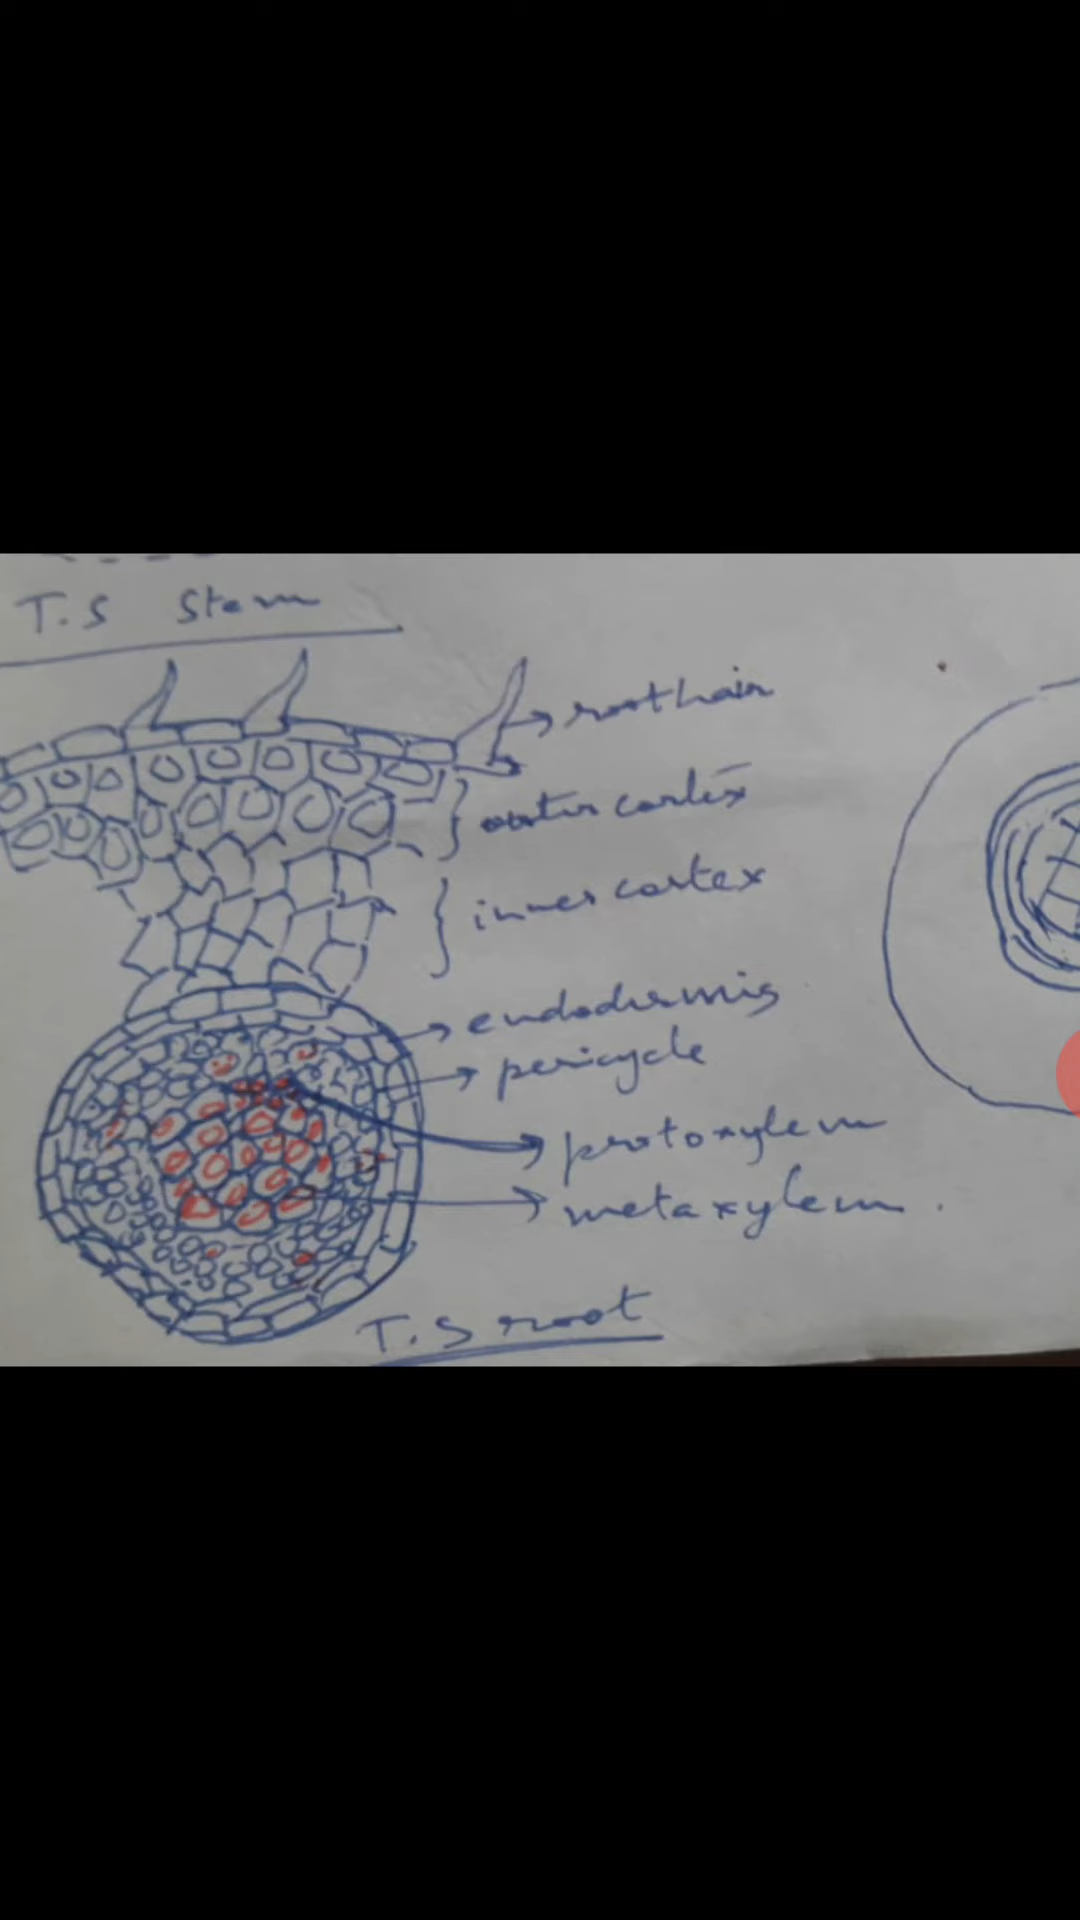 T.S Stem
root hair
outer cortex
inner cortex
endodermis
pericycle
protoxylem
metaxylem.
T.S root